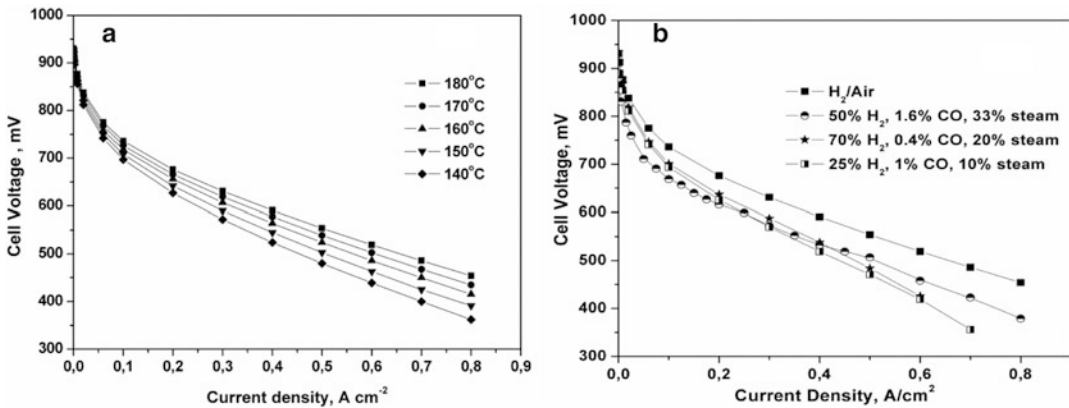 a
1000
900
800
700
600
500
400
300
Cell Voltage , mV
180°C
170°C
160°C
150°C
140°C
0,0 0,1 0,2 0,3 0,4 0,5 0,6 0,7 0,8 0,9
Current density, A cm⁻²
b
1000
900
800
700
600
500
400
300
Cell Voltage, mV
H₂/Air
50% H₂, 1.6% CO, 33% steam
70% H₂, 0.4% CO, 20% steam
25% H₂, 1% CO, 10% steam
0,0 0,2 0,4 0,6 0,8
Current Density, A/cm²